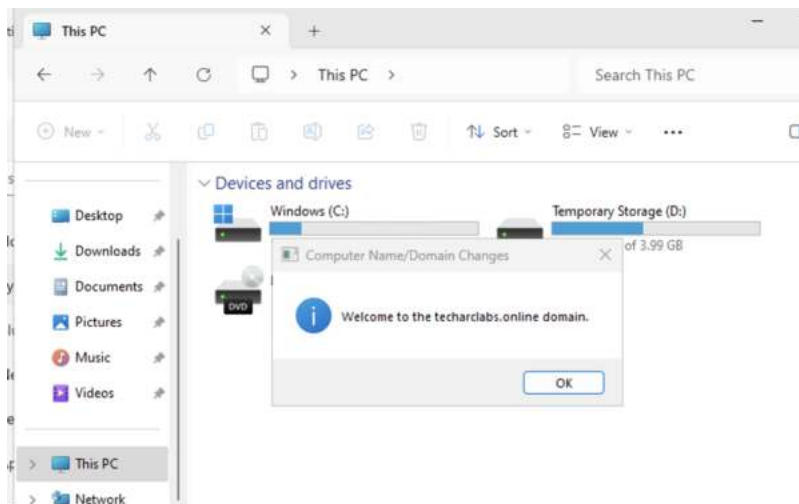 This PC
This PC
Search This PC
New
Sort
View
Devices and drives
Desktop
Downloads
Documents
Pictures
Music
Videos
This PC
Network
Windows (C:)
Temporary Storage (D:)
of 3.99 GB
DVD
Computer Name/Domain Changes
Welcome to the techarclabs.online domain.
OK